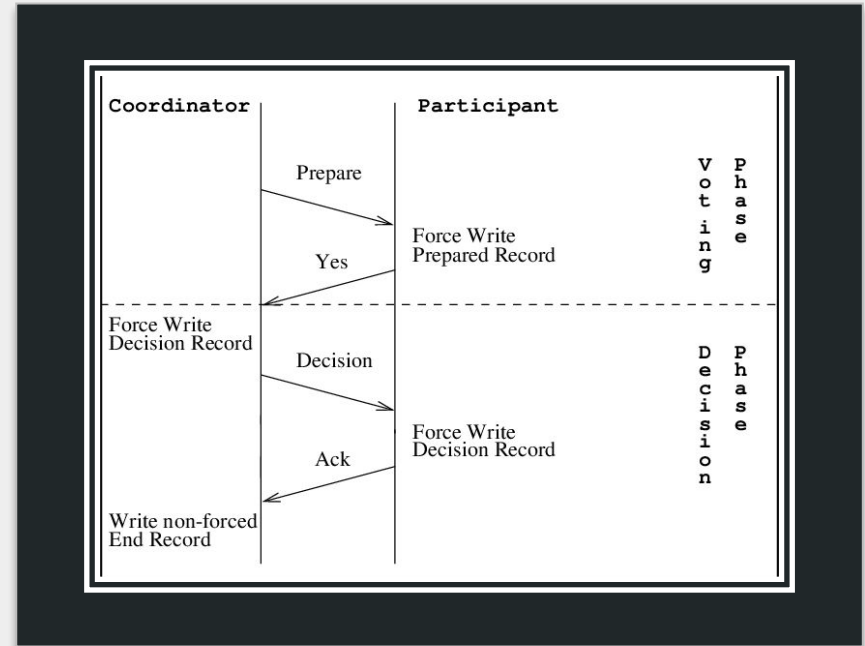 Coordinator
Participant
Prepare
Force Write
Prepared Record
Yes
Voting
Phase
Force Write
Decision Record
Decision
Force Write
Decision Record
Ack
Write non-forced
End Record
Decision
Phase